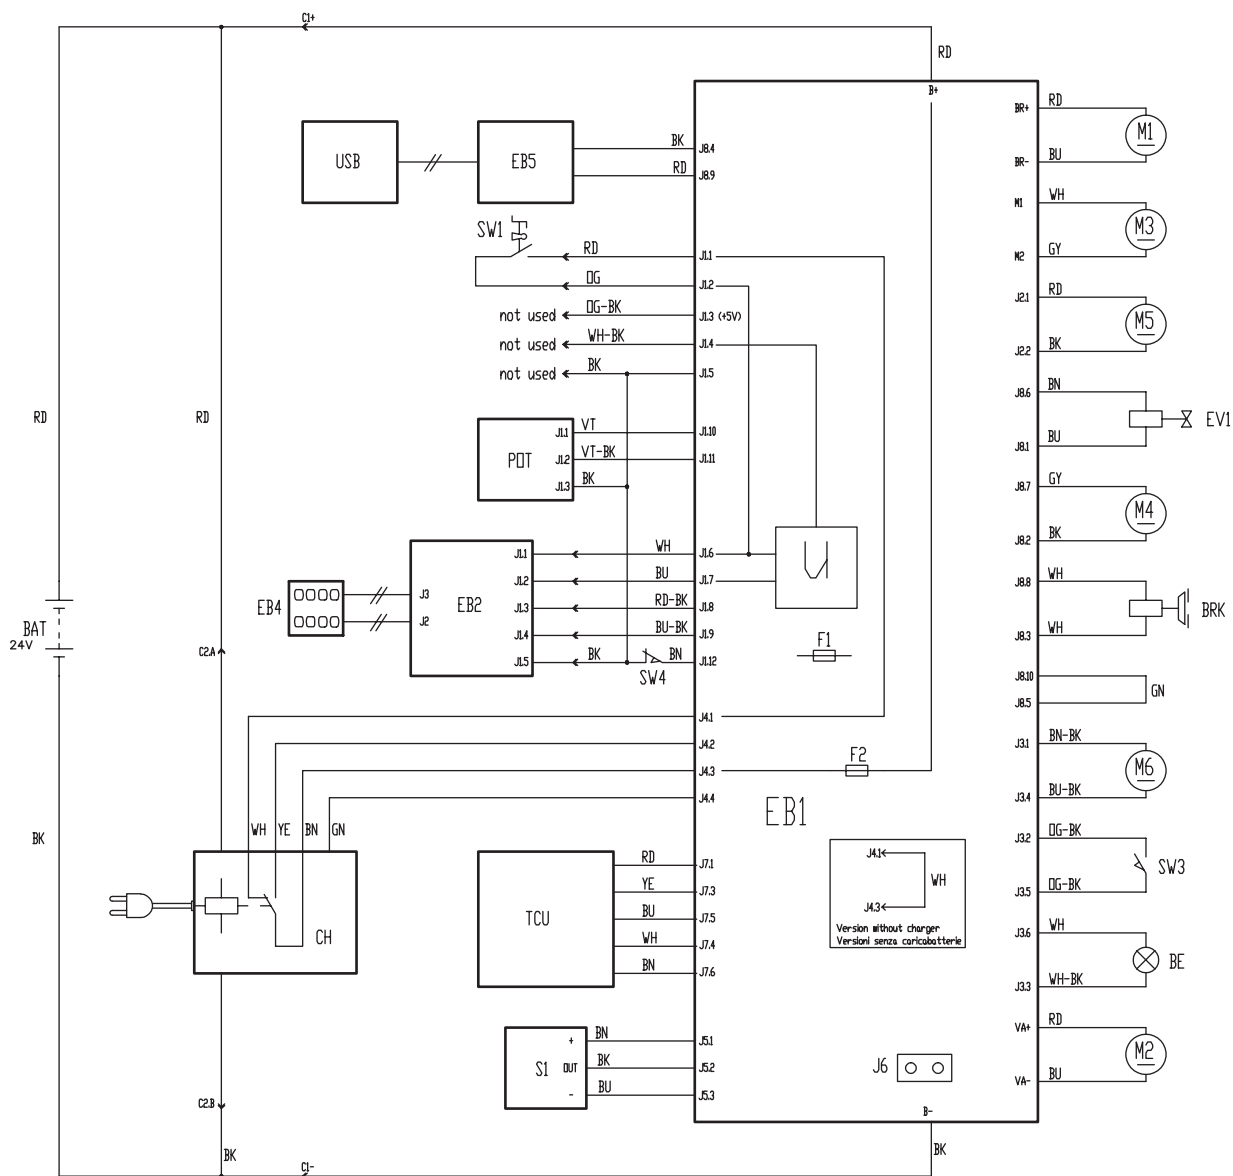 C1+
RD
B+
BR+
RD
M1
BR-
BU
USB
EB5
BK
J8.4
RD
J8.9
M1
WH
M3
M2
GY
SW1
RD
J1.1
OG
J1.2
not used
OG-BK
J1.3 (+5V)
not used
WH-BK
J1.4
not used
BK
J1.5
J2.1
RD
M5
J2.2
BK
J8.6
BN
EV1
J8.1
BU
RD
RD
POT
J1.1
VT
J1.10
J1.2
VT-BK
J1.11
J1.3
BK
J8.7
GY
M4
J8.2
BK
EB4
J3
J2
EB2
J1.1
WH
J1.6
J1.2
BU
J1.7
J1.3
RD-BK
J1.8
J1.4
BU-BK
J1.9
J1.5
BK
SW4
BN
J1.12
F1
J8.8
WH
BRK
J8.3
WH
BAT
24V
C2.A
J8.10
GN
J8.5
J4.1
J4.2
J4.3
J4.4
F2
EB1
J3.1
BN-BK
M6
J3.4
BU-BK
BK
WH
YE
BN
GN
CH
J3.2
OG-BK
SW3
J3.5
OG-BK
TCU
RD
J7.1
YE
J7.3
BU
J7.5
WH
J7.4
BN
J7.6
J4.1
WH
J4.3
Version without charger
Versioni senza caricabatterie
J3.6
WH
BE
J3.3
WH-BK
S1
+
OUT
-
BN
J5.1
BK
J5.2
BU
J5.3
J6
VA+
RD
M2
VA-
BU
C2.B
B-
BK
BK
C1-